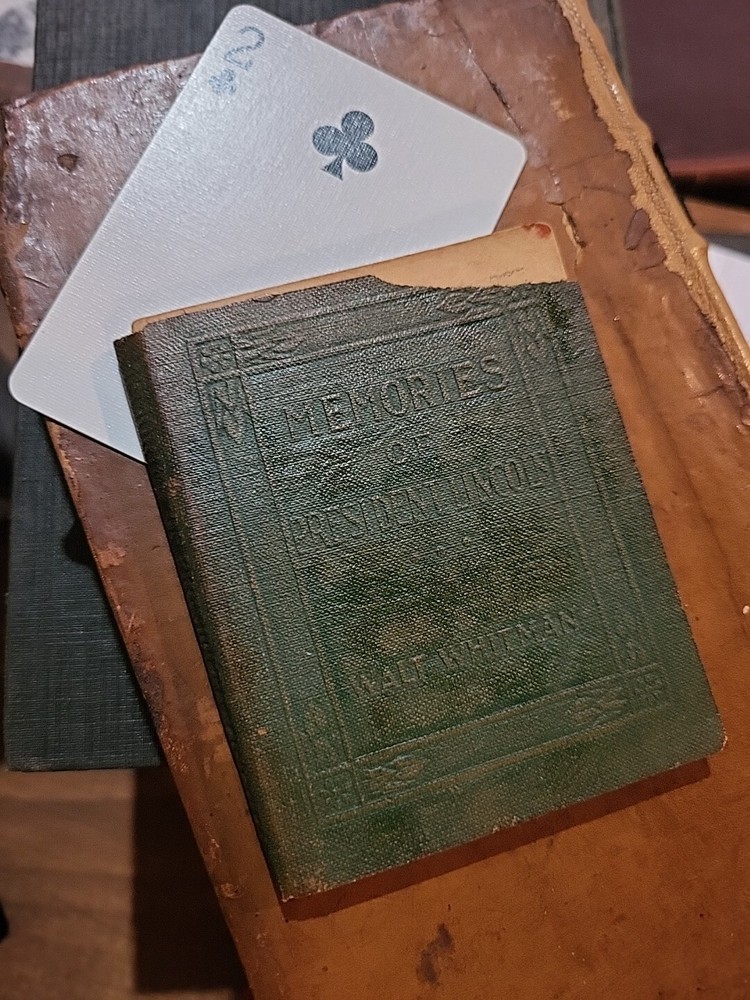 2
MEMORIES
OF
PRESIDENT LINCOLN
WALT WHITMAN